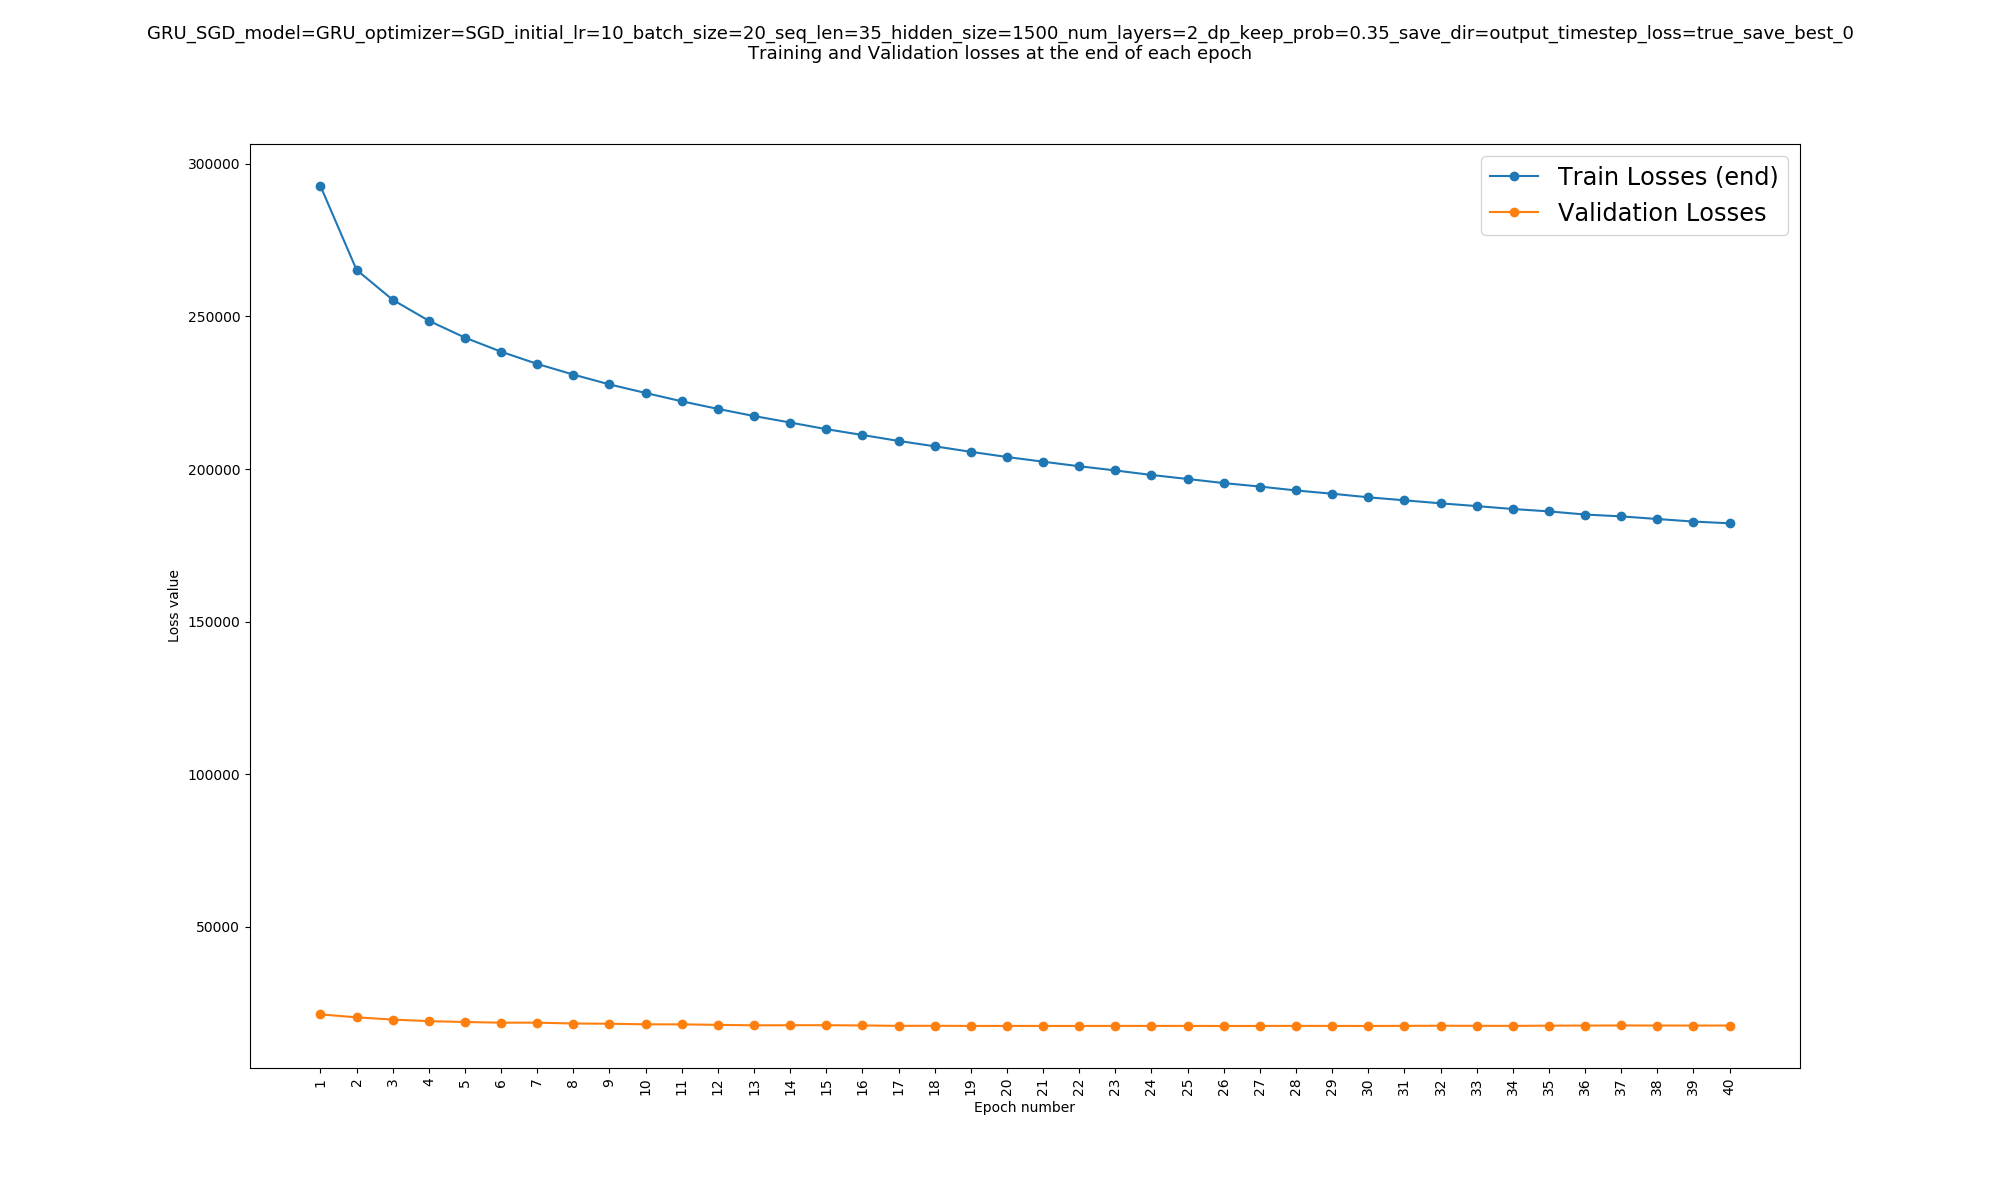 GRU_SGD_model=GRU_optimizer=SGD_initial_lr=10_batch_size=20_seq_len=35_hidden_size=1500_num_layers=2_dp_keep_prob=0.35_save_dir=output_timestep_loss=true_save_best_0
Training and Validation losses at the end of each epoch
Train Losses (end)
Validation Losses
300000
250000
200000
150000
100000
50000
Loss value
1 2 3 4 5 6 7 8 9 10 11 12 13 14 15 16 17 18 19 20 21 22 23 24 25 26 27 28 29 30 31 32 33 34 35 36 37 38 39 40
Epoch number